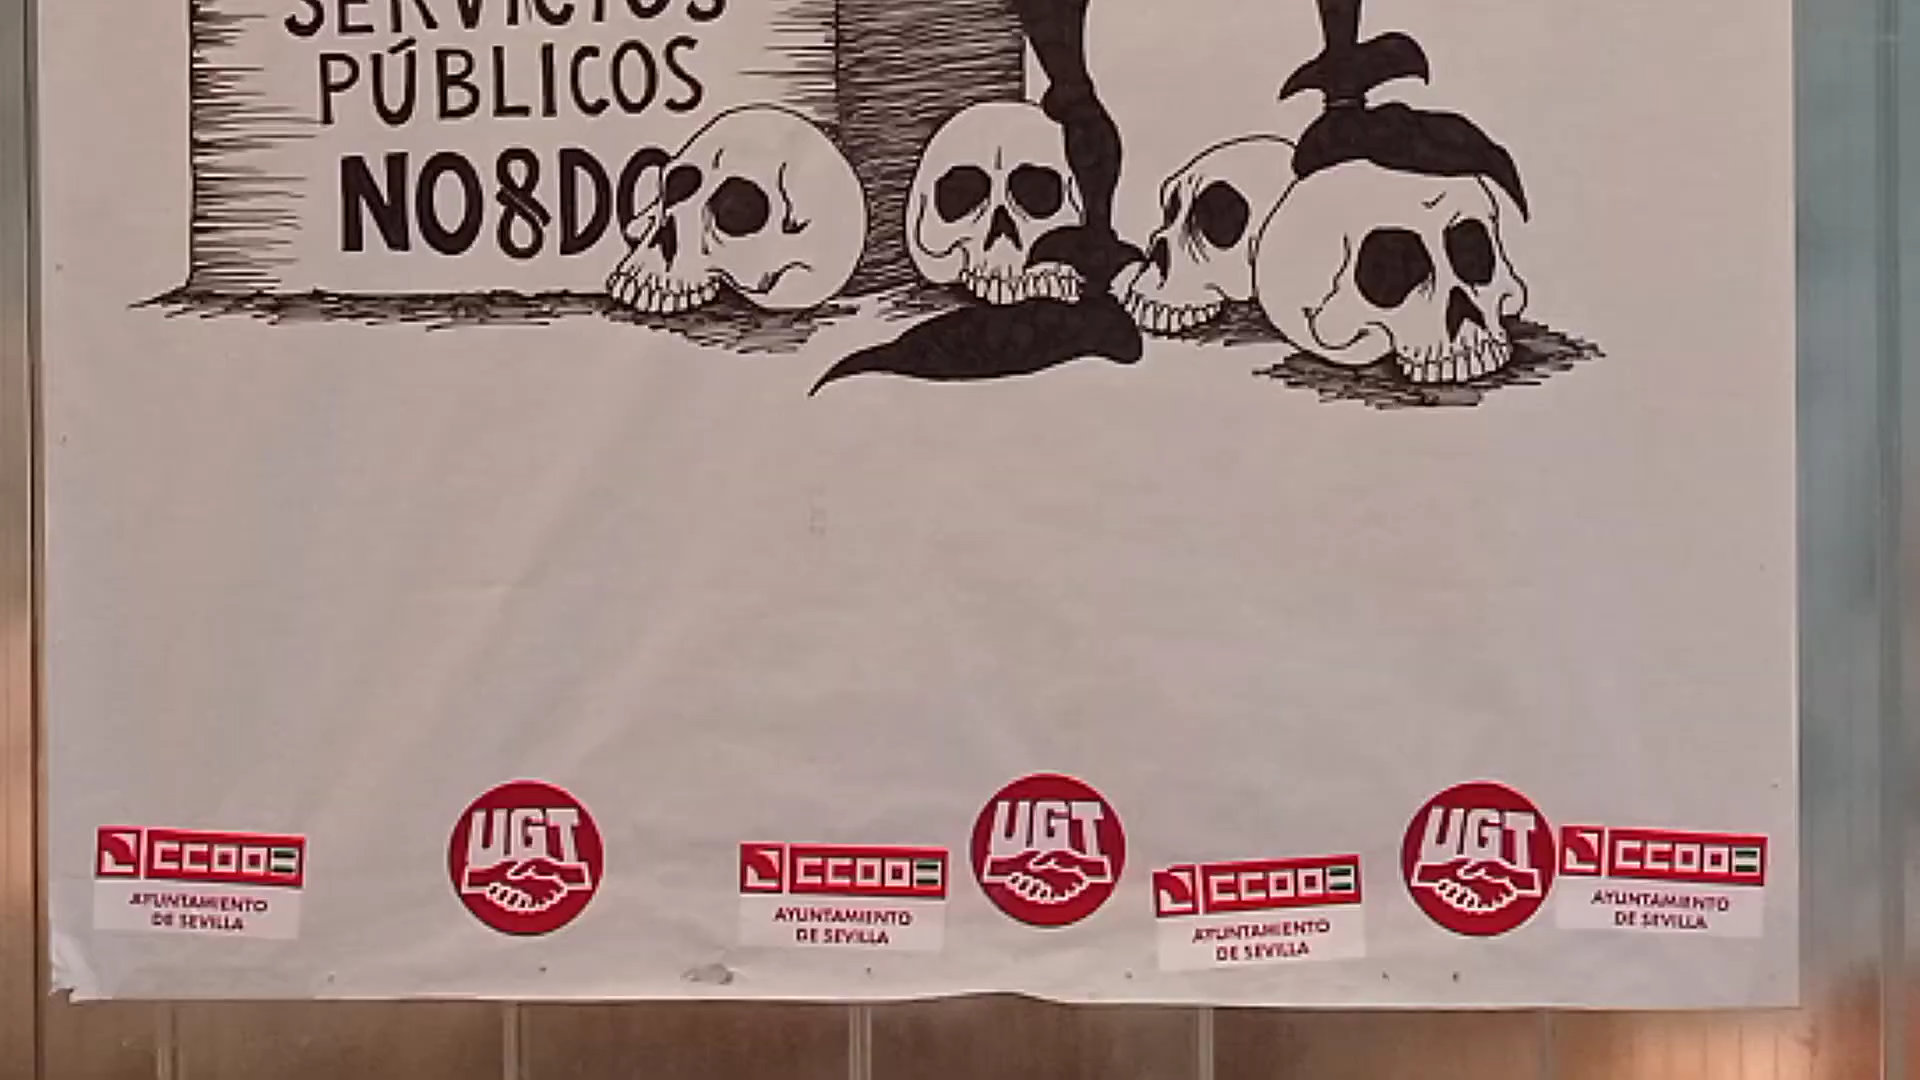 SERVICIOS
PÚBLICOS
NO8DO
CCOO
AYUNTAMIENTO
DE SEVILLA
UGT
CCOO
AYUNTAMIENTO
DE SEVILLA
UGT
CCOO
AYUNTAMIENTO
DE SEVILLA
UGT
CCOO
AYUNTAMIENTO
DE SEVILLA